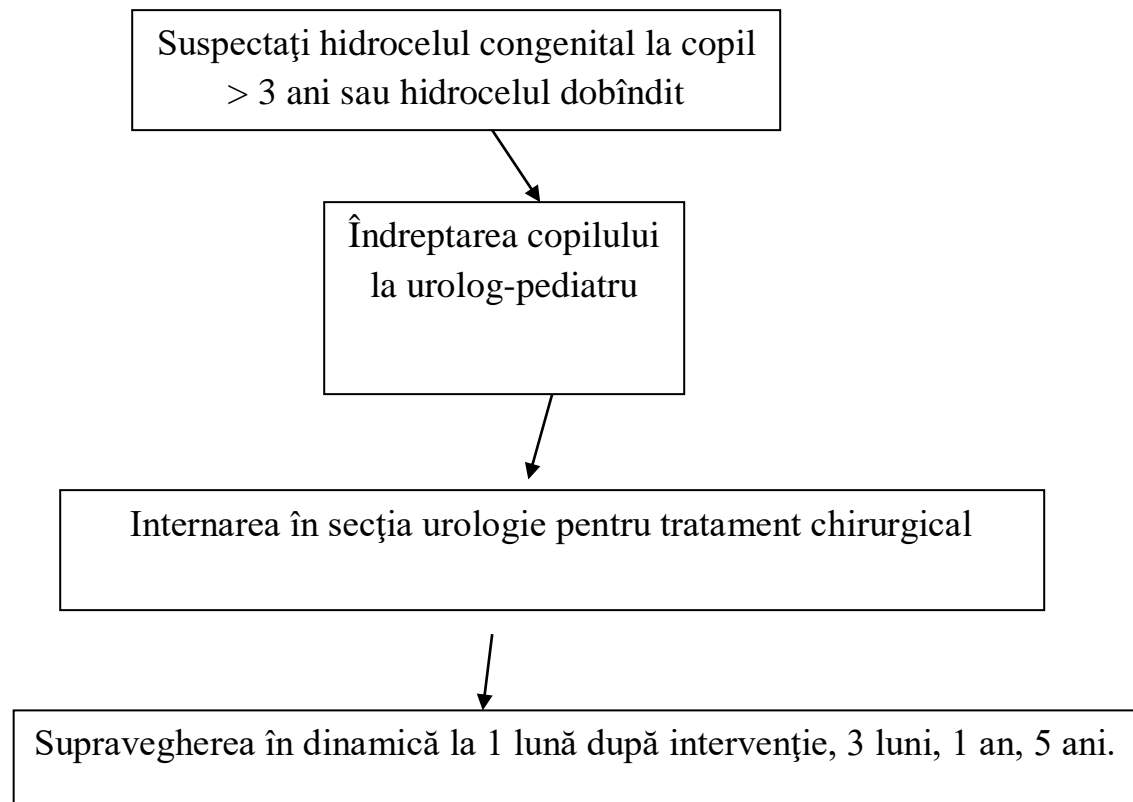 Suspectaţi hidrocelul congenital la copil
> 3 ani sau hidrocelul dobîndit
Îndreptarea copilului
la urolog-pediatru
Internarea în secţia urologie pentru tratament chirurgical
Supravegherea în dinamică la 1 lună după intervenţie, 3 luni, 1 an, 5 ani.